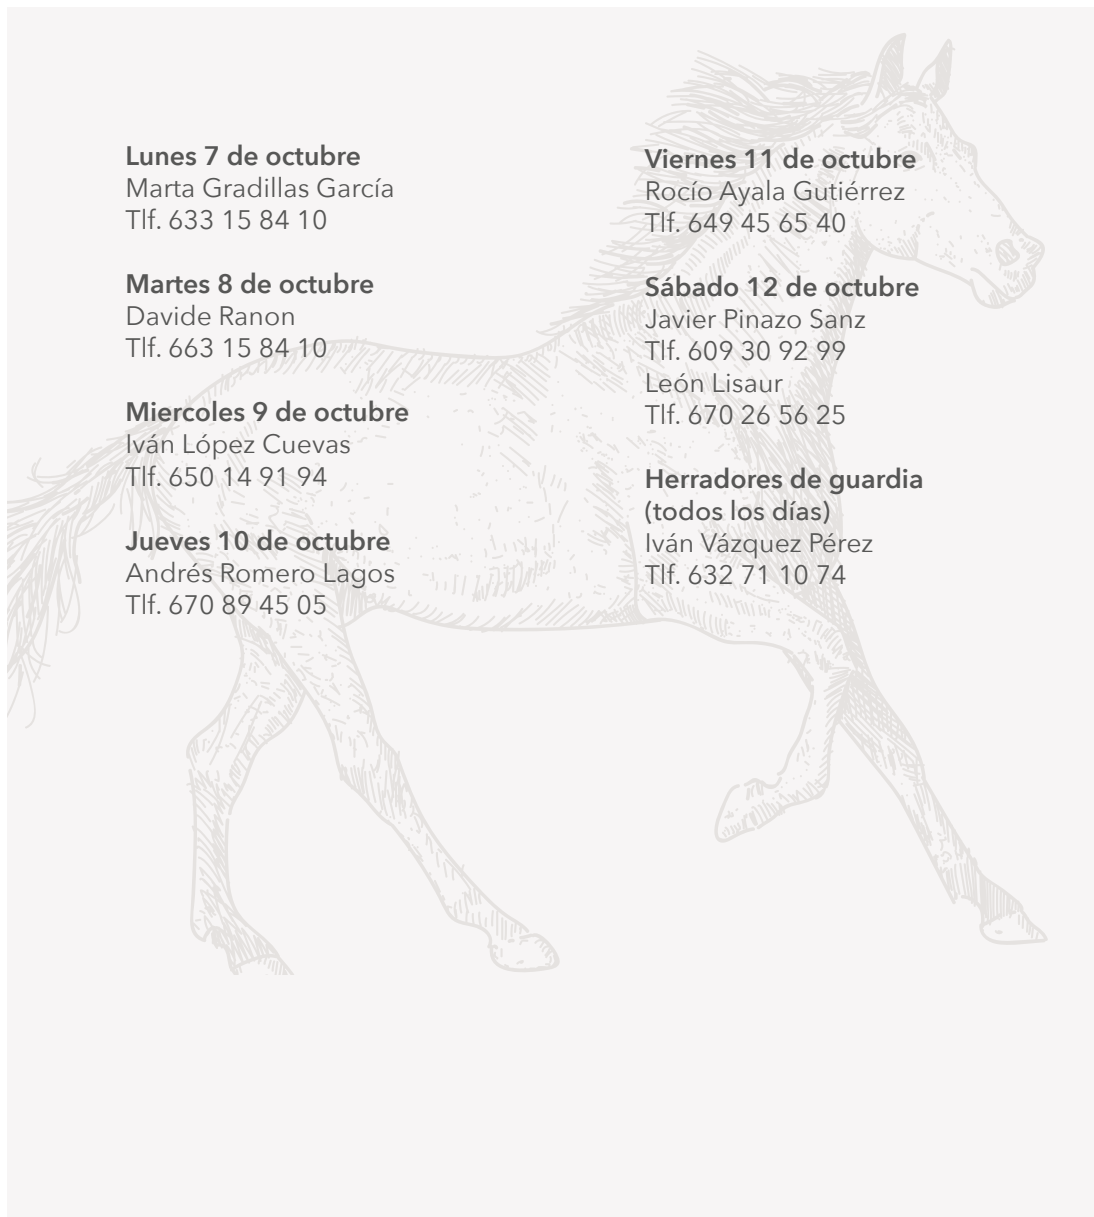 Lunes 7 de octubre
Marta Gradillas García
Tlf. 633 15 84 10
Martes 8 de octubre
Davide Ranon
Tlf. 663 15 84 10
Miercoles 9 de octubre
Iván López Cuevas
Tlf. 650 14 91 94
Jueves 10 de octubre
Andrés Romero Lagos
Tlf. 670 89 45 05
Viernes 11 de octubre
Rocío Ayala Gutiérrez
Tlf. 649 45 65 40
Sábado 12 de octubre
Javier Pinazo Sanz
Tlf. 609 30 92 99
León Lisaur
Tlf. 670 26 56 25
Herradores de guardia
(todos los días)
Iván Vázquez Pérez
Tlf. 632 71 10 74